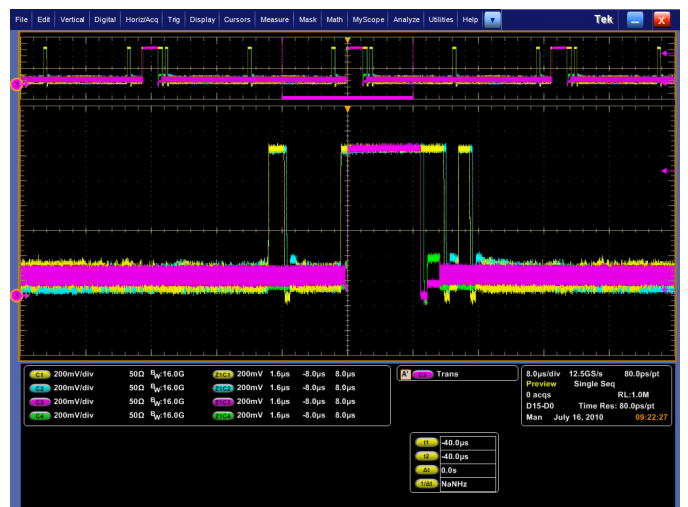 File Edit Vertical Digital Horiz/Acq Trig Display Cursors Measure Mask Math MyScope Analyze Utilities Help Tek X
C1 200mV/div 50Ω BW:16.0G Z1C1 200mV 1.6µs -8.0µs 8.0µs
C2 200mV/div 50Ω BW:16.0G Z1C2 200mV 1.6µs -8.0µs 8.0µs
C3 200mV/div 50Ω BW:16.0G Z1C3 200mV 1.6µs -8.0µs 8.0µs
C4 200mV/div 50Ω BW:16.0G Z1C4 200mV 1.6µs -8.0µs 8.0µs
A' C3 Trans
8.0µs/div 12.5GS/s 80.0ps/pt
Preview Single Seq
0 acqs RL:1.0M
D15-D0 Time Res: 80.0ps/pt
Man July 16, 2010 09:22:27
t1 -40.0µs
t2 -40.0µs
Δt 0.0s
1/Δt NaNHz